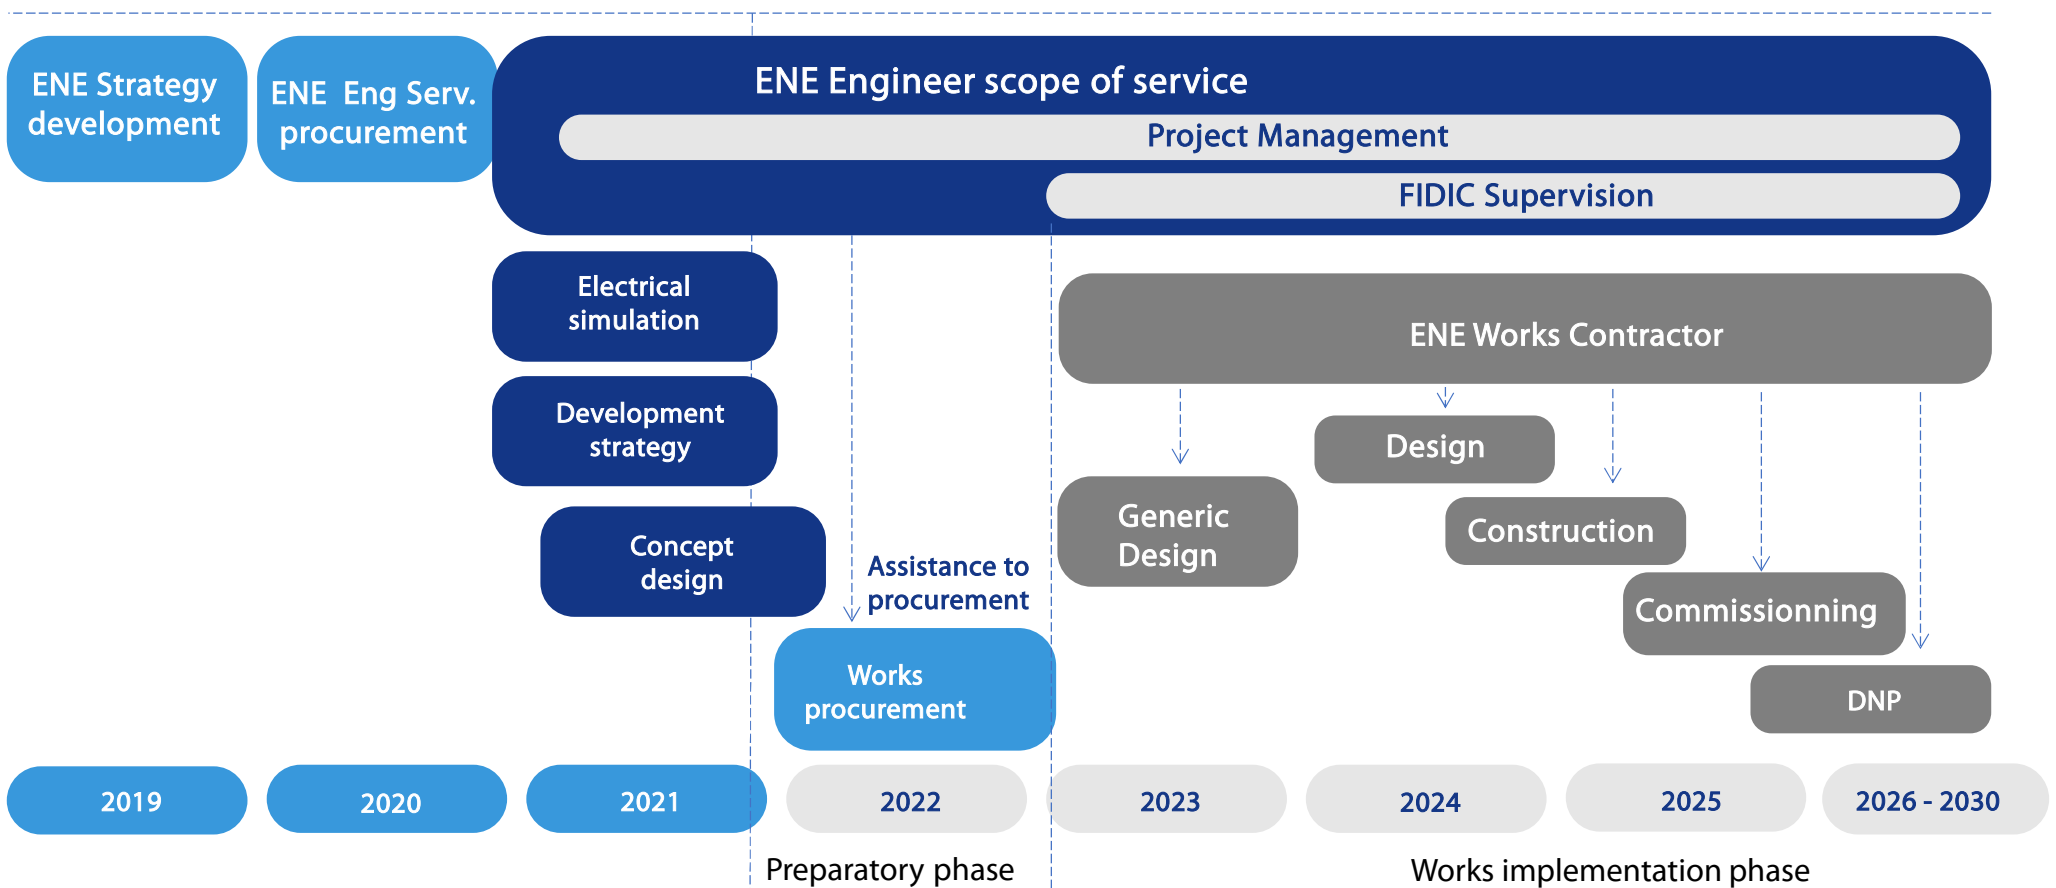 ENE Strategy
development
ENE Eng Serv.
procurement
ENE Engineer scope of service
Project Management
FIDIC Supervision
Electrical
simulation
Development
strategy
Concept
design
Assistance to
procurement
Works
procurement
ENE Works Contractor
Generic
Design
Design
Construction
Commissionning
DNP
2019
2020
2021
2022
2023
2024
2025
2026 - 2030
Preparatory phase
Works implementation phase